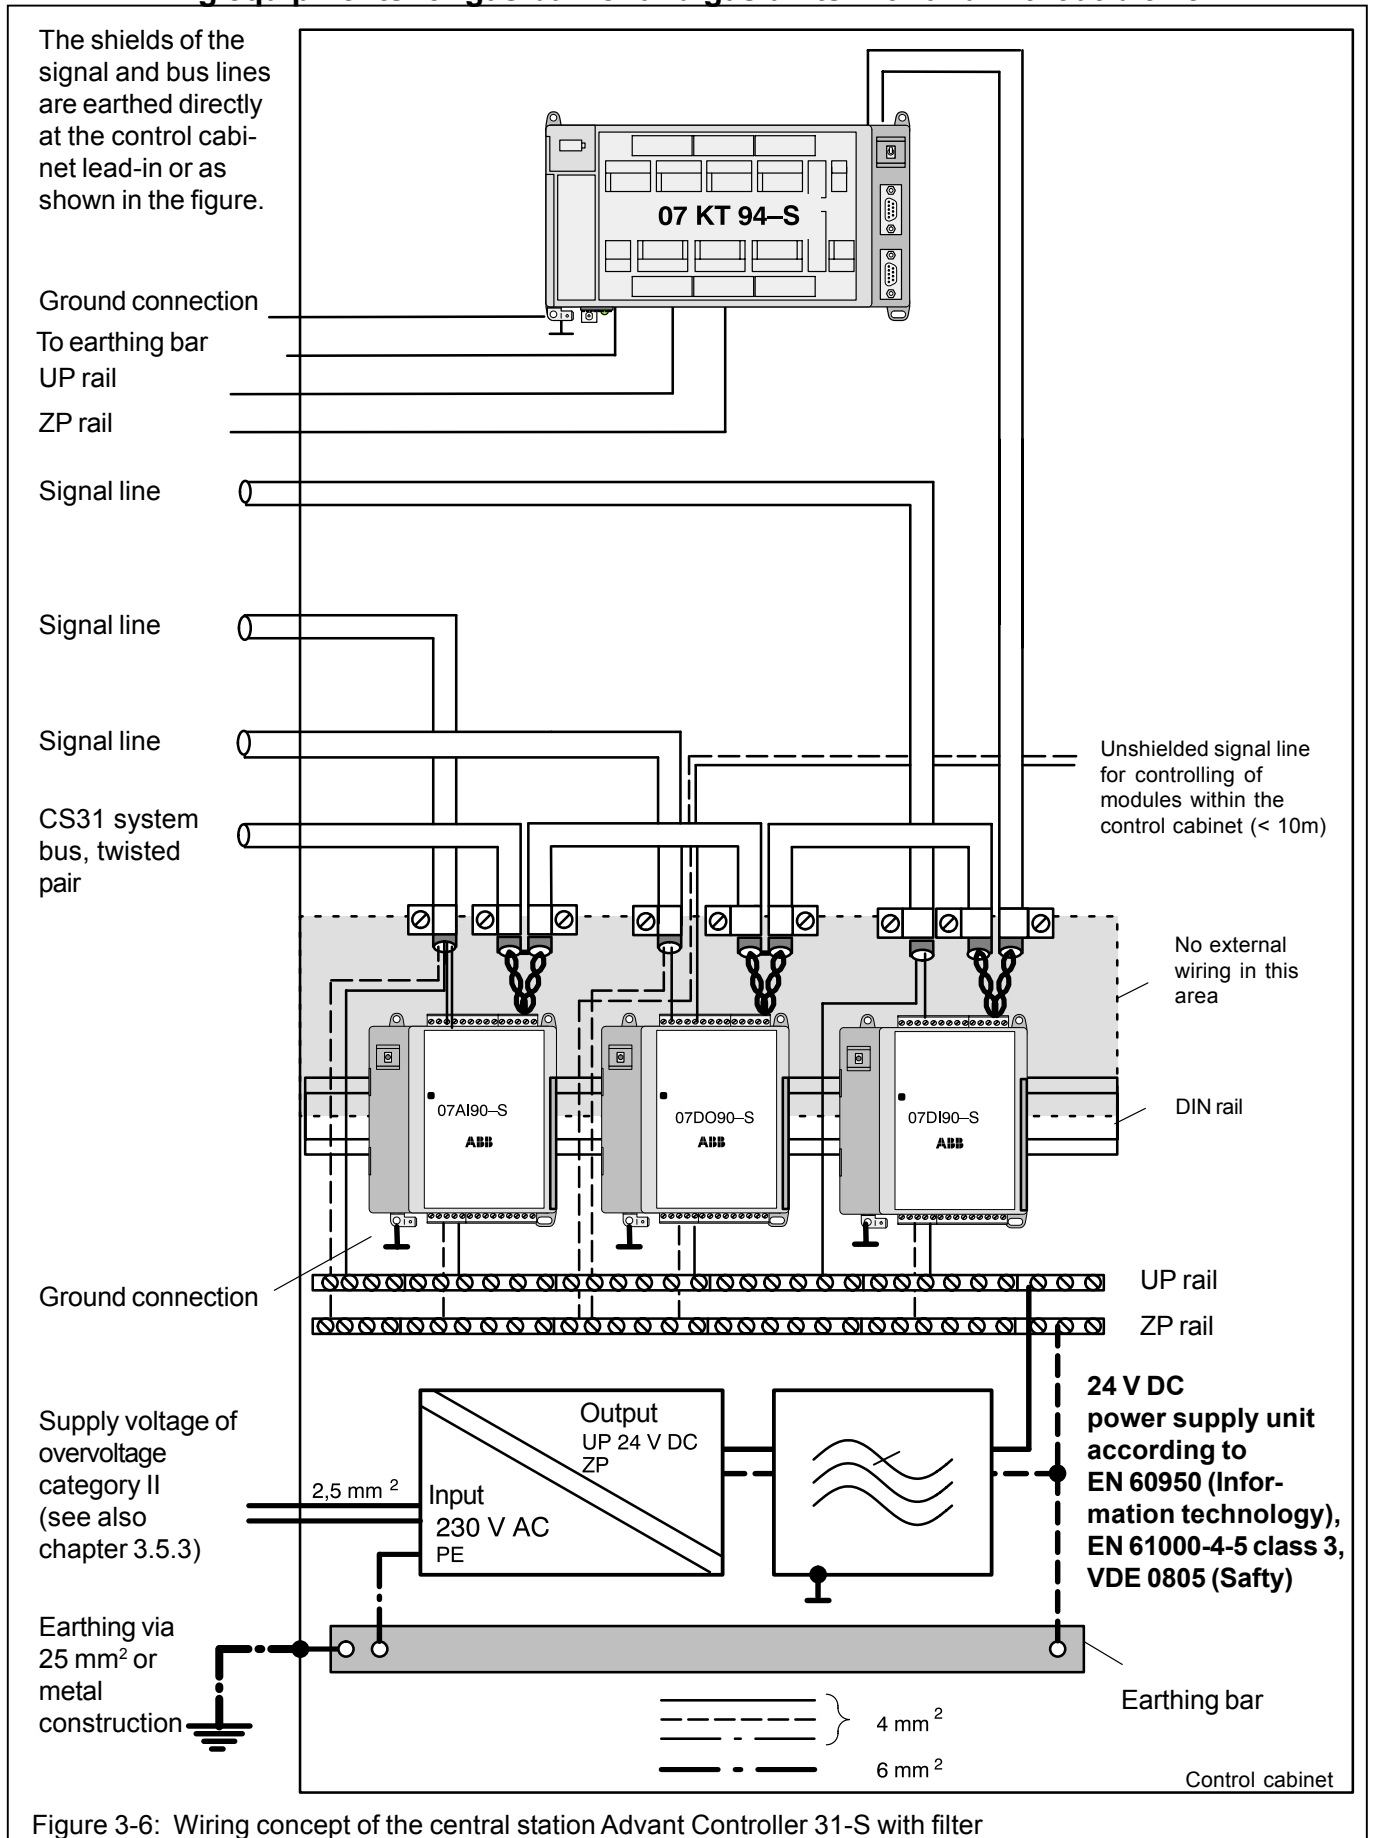 The shields of the
signal and bus lines
are earthed directly
at the control cabi-
net lead-in or as
shown in the figure.
07 KT 94–S
Ground connection
To earthing bar
UP rail
ZP rail
Signal line
Signal line
Signal line
Unshielded signal line
for controlling of
modules within the
control cabinet (< 10m)
CS31 system
bus, twisted
pair
No external
wiring in this
area
07AI90–S
ABB
07DO90–S
ABB
07DI90–S
ABB
DIN rail
Ground connection
UP rail
ZP rail
24 V DC
power supply unit
according to
EN 60950 (Infor-
mation technology),
EN 61000-4-5 class 3,
VDE 0805 (Safty)
Supply voltage of
overvoltage
category II
(see also
chapter 3.5.3)
2,5 mm 2
Output
UP 24 V DC
ZP
Input
230 V AC
PE
Earthing via
25 mm2 or
metal
construction
Earthing bar
4 mm 2
6 mm 2
Control cabinet
Figure 3-6: Wiring concept of the central station Advant Controller 31-S with filter